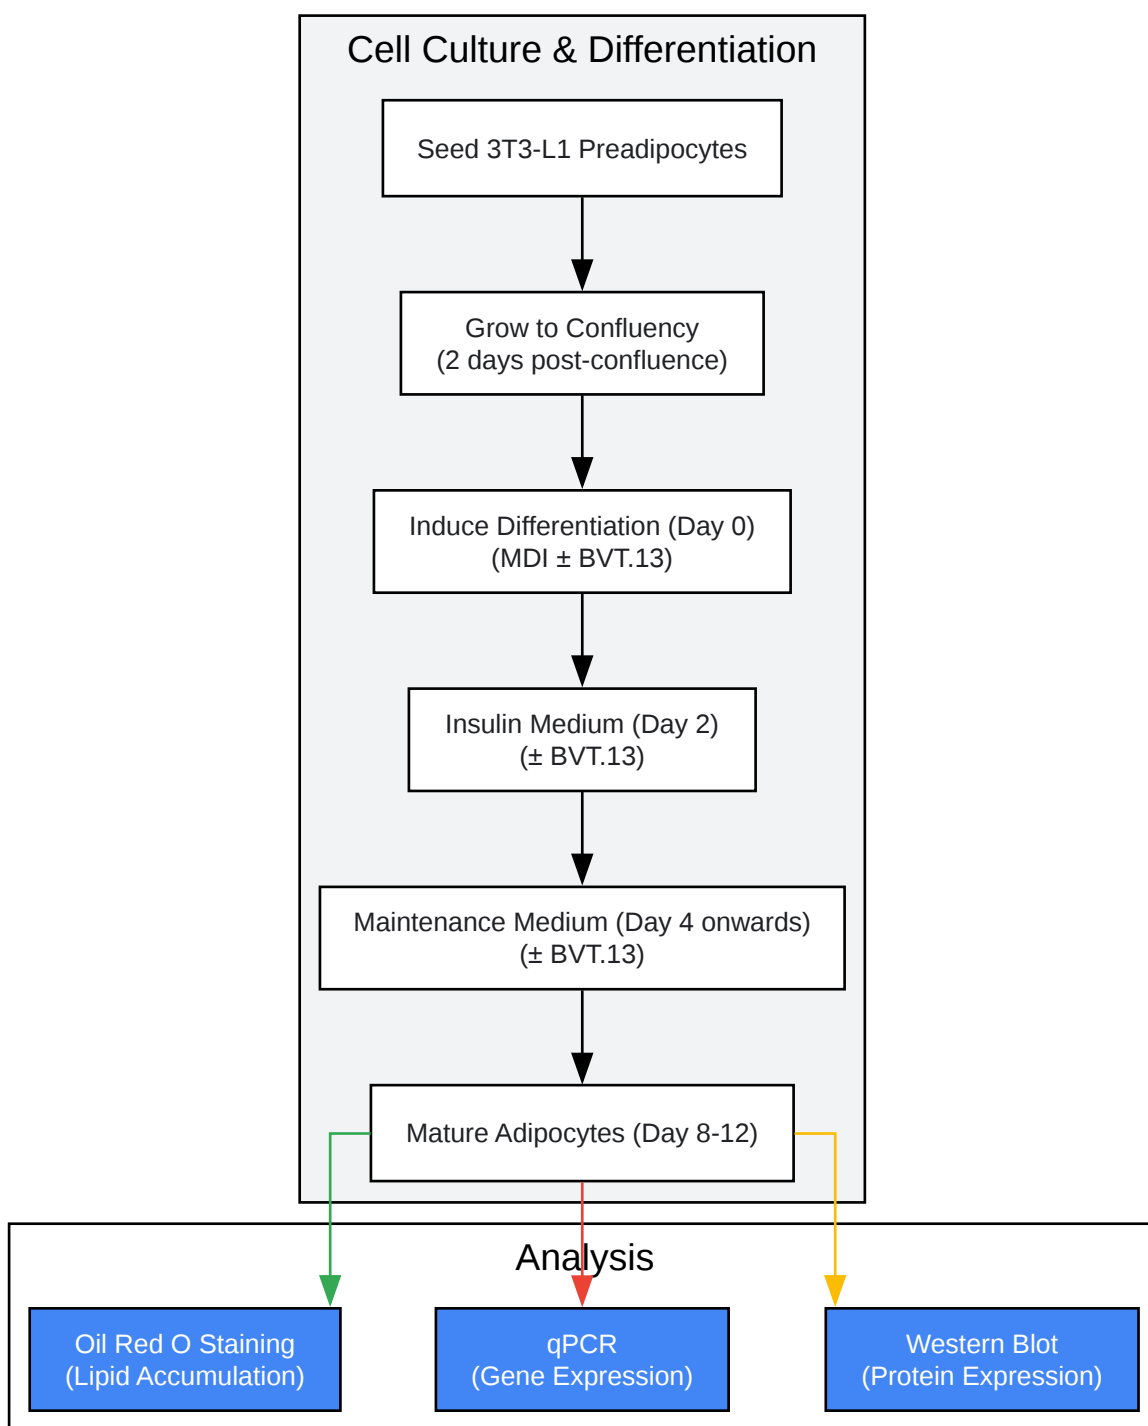 Cell Culture & Differentiation
Seed 3T3-L1 Preadipocytes
Grow to Confluency
(2 days post-confluence)
Induce Differentiation (Day 0)
(MDI ± BVT.13)
Insulin Medium (Day 2)
(± BVT.13)
Maintenance Medium (Day 4 onwards)
(± BVT.13)
Mature Adipocytes (Day 8-12)
Analysis
Oil Red O Staining
(Lipid Accumulation)
qPCR
(Gene Expression)
Western Blot
(Protein Expression)